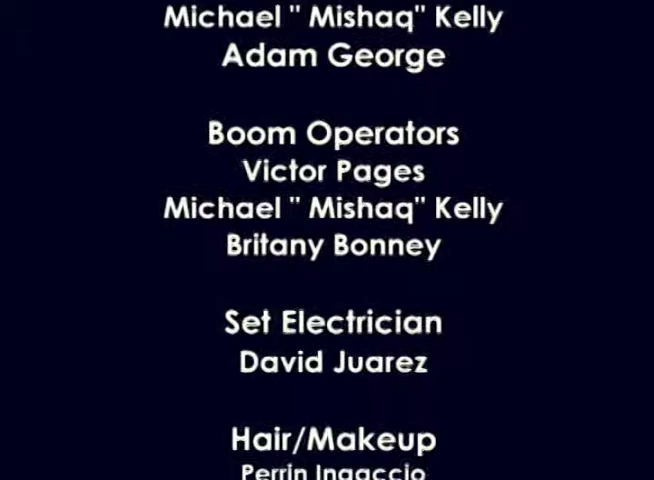 Michael " Mishaq" Kelly
Adam George
Boom Operators
Victor Pages
Michael " Mishaq" Kelly
Britany Bonney
Set Electrician
David Juarez
Hair/Makeup
Perrin Ingaccio